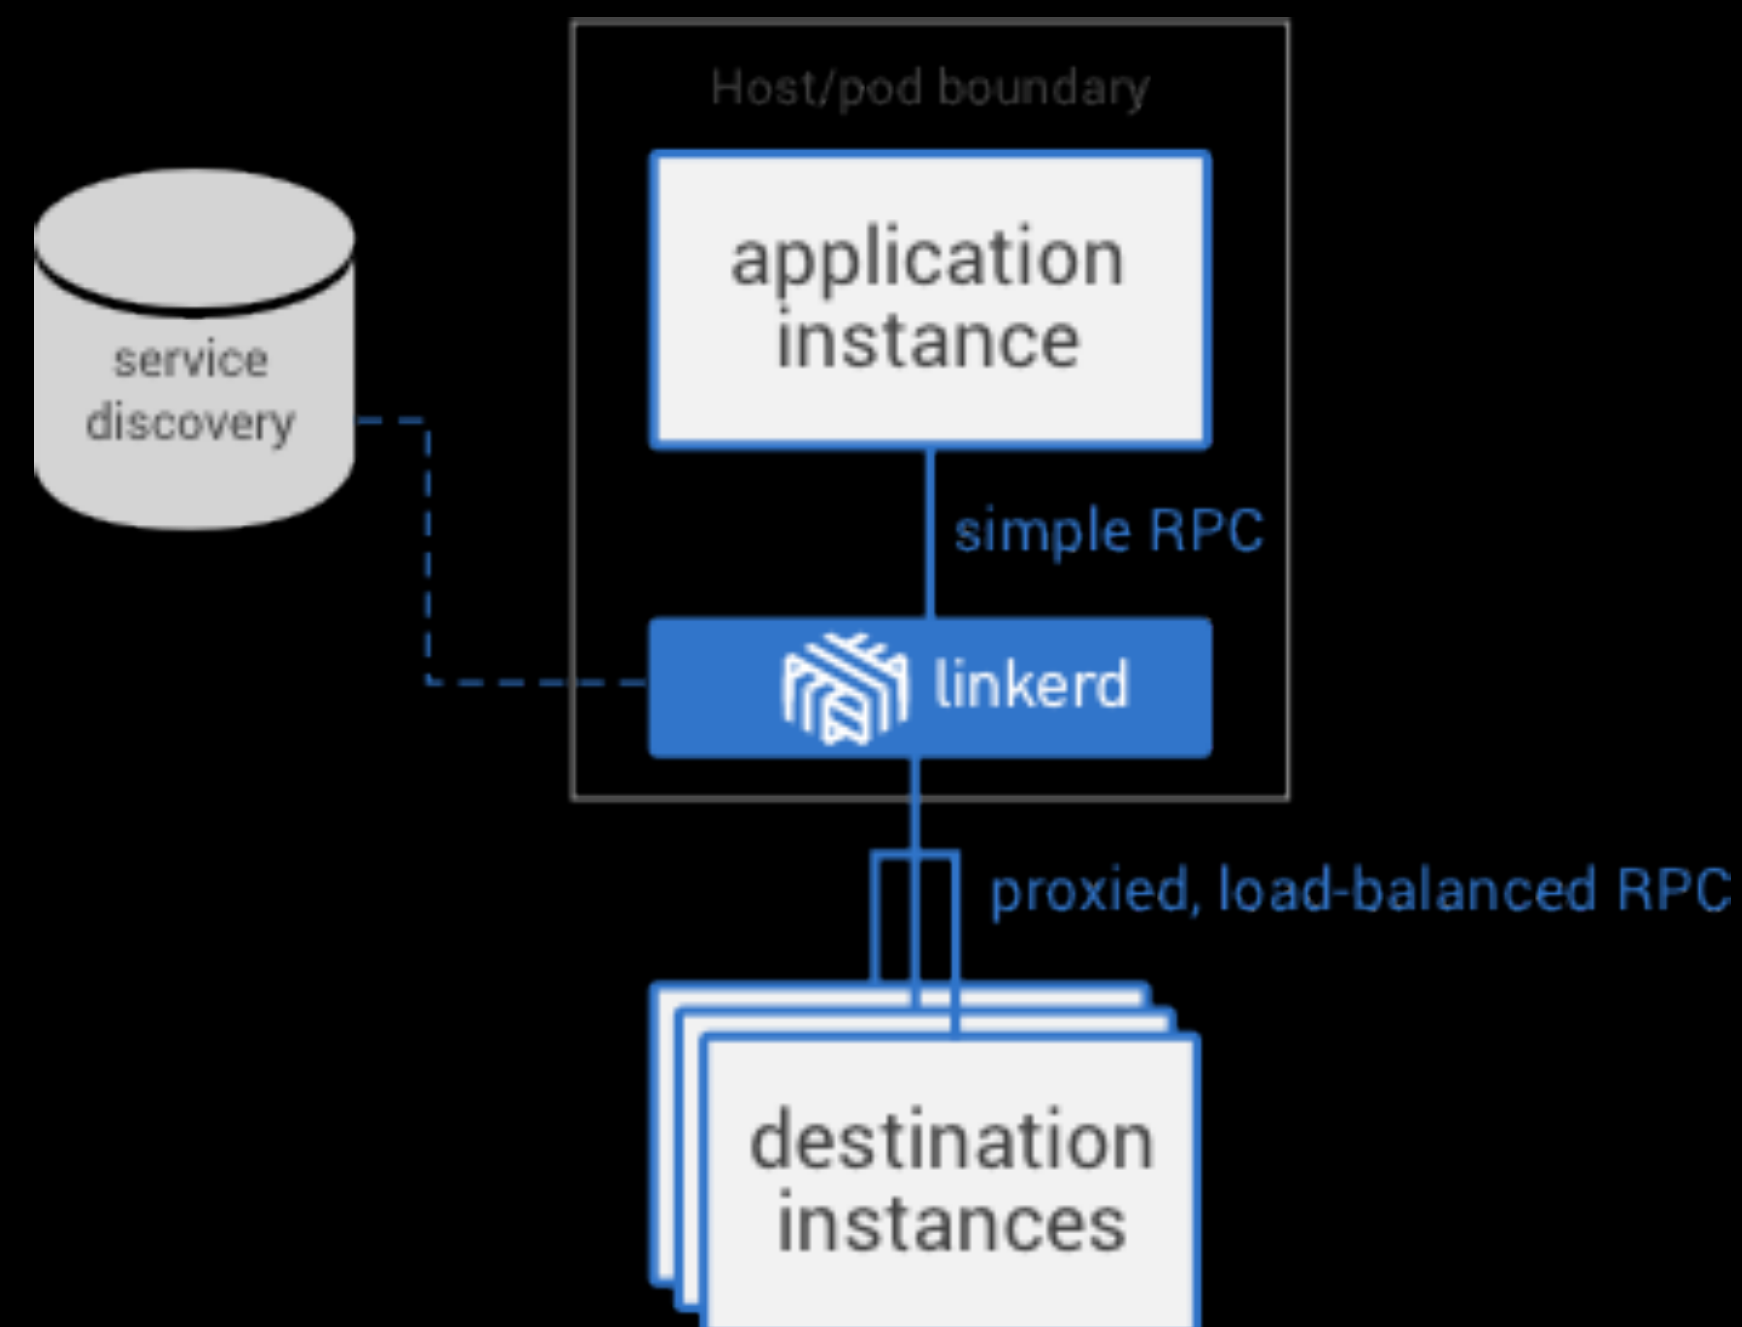 Host/pod boundary
application
instance
service
discovery
simple RPC
linkerd
proxied, load-balanced RPC
destination
instances